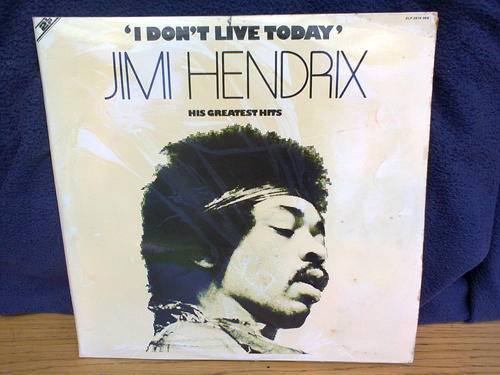 'I DON'T LIVE TODAY'
JIMI HENDRIX
HIS GREATEST HITS